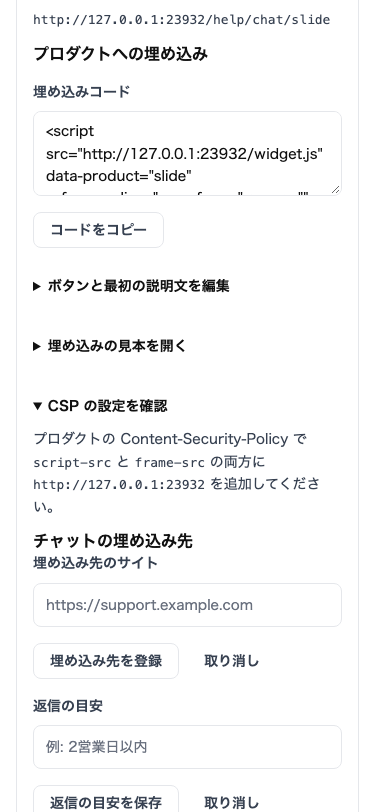 http://127.0.0.1:23932/help/chat/slide
プロダクトへの埋め込み
埋め込みコード
<script
src="http://127.0.0.1:23932/widget.js"
data-product="slide"
コードをコピー
▶ ボタンと最初の説明文を編集
▶ 埋め込みの見本を開く
▼ CSP の設定を確認
プロダクトの Content-Security-Policy で
script-src と frame-src の両方に
http://127.0.0.1:23932 を追加してくださ
い。
チャットの埋め込み先
埋め込み先のサイト
https://support.example.com
埋め込み先を登録 取り消し
返信の目安
例: 2営業日以内
返信の目安を保存 取り消し